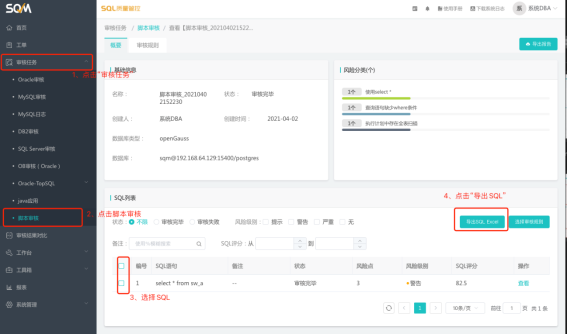 SQM
SQL质量管控
使用手册
下载系统日志
系 系统DBA
首页
工单
审核任务
Oracle审核
MySQL审核
MySQL日志
DB2审核
SQL Server审核
OB审核（Oracle）
Oracle-TopSQL
java应用
脚本审核
审核结果对比
工作台
工具箱
报表
系统管理
1、点击“审核任务
2、点击脚本审核
审核任务 / 脚本审核 / 查看【脚本审核_202104021522...
概要 审核规则
导出报告
基础信息
名称： 脚本审核_20210402152230 状态： 审核完毕
创建人： 系统DBA 创建时间： 2021-04-02
数据库类型： openGauss
数据库： sqm@192.168.64.129:15400/postgres
风险分类(个)
1个 使用select *
1个 查询语句缺少where条件
1个 执行计划中存在全表扫描
SQL列表
4、点击“导出SQL”
状态： 不限 审核完毕 审核失败 风险级别： 提示 警告 严重 无
导出SQL Excel
选择审核规则
备注： SQL评分：从 到
编号 SQL语句 备注 状态 风险点 风险级别 SQL评分 操作
1 select * from sw_a -- 审核完毕 3 警告 82.5 查看
3、选择 SQL
1 10条/页 前往 1 页 共 1 条